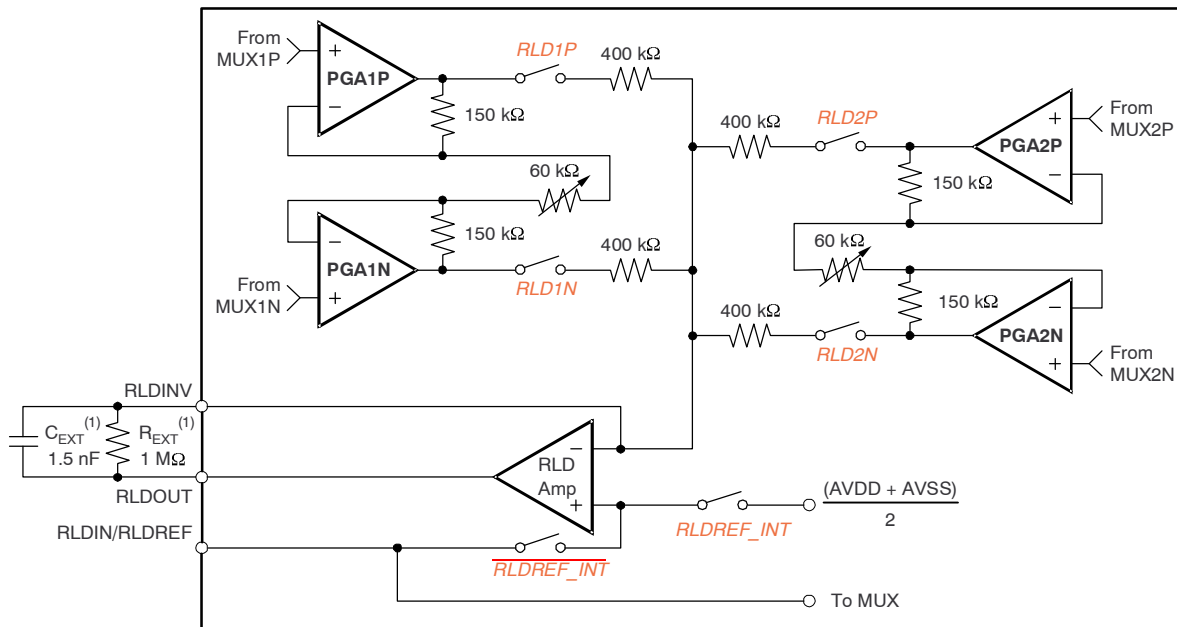 From
MUX1P
+
PGA1P
−
RLD1P
400 kΩ
150 kΩ
60 kΩ
−
PGA1N
+
150 kΩ
From
MUX1N
RLD1N
400 kΩ
400 kΩ
RLD2P
+
PGA2P
−
From
MUX2P
150 kΩ
60 kΩ
150 kΩ
400 kΩ
RLD2N
−
PGA2N
+
From
MUX2N
RLDINV
C_EXT (1)
1.5 nF
R_EXT (1)
1 MΩ
RLDOUT
RLDIN/RLDREF
−
RLD
Amp
+
RLDREF_INT
(AVDD + AVSS)
2
RLDREF_INT
To MUX